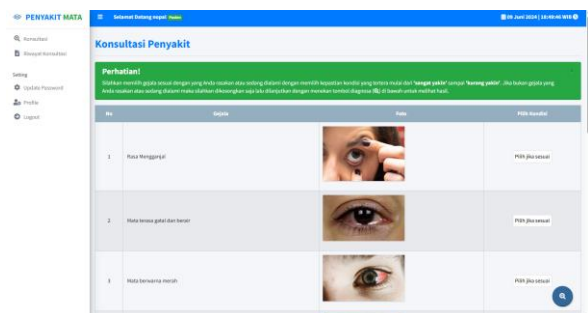 PENYAKIT MATA
Selamat Datang nopal
09 Juni 2024 | 18:49:46 WIB
Konsultasi
Riwayat Konsultasi
Setting
Update Password
Profile
Logout
Konsultasi Penyakit
Perhatian!
Silahkan memilih gejala sesuai dengan yang Anda rasakan atau sedang dialami dengan memilih kepastian kondisi yang tertera mulai dari "sangat yakin" sampai "kurang yakin". Jika bukan gejala yang
Anda rasakan atau sedang dialami maka silahkan dikosongkan saja lalu dilanjutkan dengan menekan tombol diagnosa () di bawah untuk melihat hasil.
No Gejala Foto Pilih Kondisi
1 Rasa Mengganjal Pilih jika sesuai
2 Mata terasa gatal dan berair Pilih jika sesuai
3 Mata berwarna merah Pilih jika sesuai